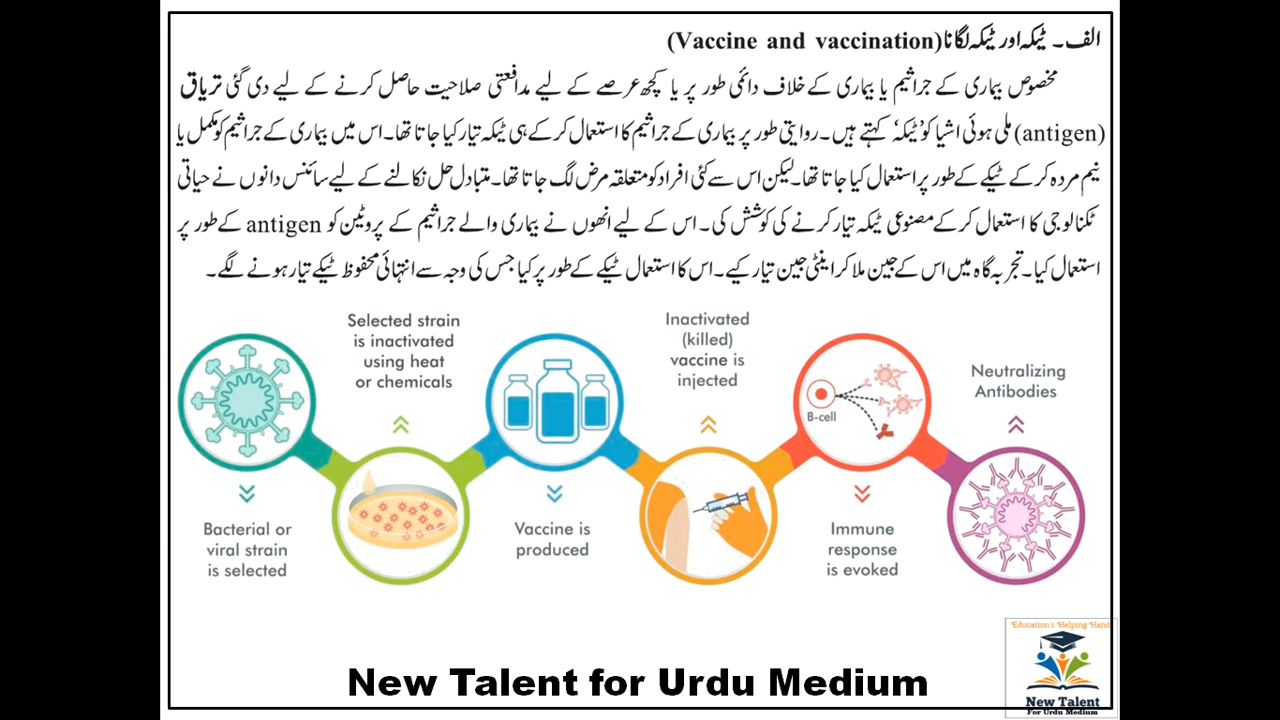 الف۔ ٹیکہ اور ٹیکہ لگانا (Vaccine and vaccination)
مخصوص بیماری کے جراثیم یا بیماری کے خلاف دائمی طور پر یا کچھ عرصے کے لیے مدافعتی صلاحیت حاصل کرنے کے لیے دی گئی تریاق
(antigen) ملی ہوئی اشیا کو ’ٹیکہ‘ کہتے ہیں۔ روایتی طور پر بیماری کے جراثیم کا استعمال کر کے ہی ٹیکہ تیار کیا جاتا تھا۔ اس میں بیماری کے جراثیم کو مکمل یا
نیم مردہ کر کے ٹیکے کے طور پر استعمال کیا جاتا تھا۔ لیکن اس سے کئی افراد کو متعلقہ مرض لگ جاتا تھا۔ متبادل حل نکالنے کے لیے سائنس دانوں نے حیاتی
ٹکنالوجی کا استعمال کر کے مصنوعی ٹیکہ تیار کرنے کی کوشش کی۔ اس کے لیے انھوں نے بیماری والے جراثیم کے پروٹین کو antigen کے طور پر
استعمال کیا۔ تجربہ گاہ میں اس کے جین ملا کر اینٹی جین تیار کیے۔ اس کا استعمال ٹیکے کے طور پر کیا جس کی وجہ سے انتہائی محفوظ ٹیکے تیار ہونے لگے۔
Bacterial or
viral strain
is selected
Selected strain
is inactivated
using heat
or chemicals
Vaccine is
produced
Inactivated
(killed)
vaccine is
injected
B-cell
Immune
response
is evoked
Neutralizing
Antibodies
New Talent for Urdu Medium
Education's Helping Hand
New Talent
For Urdu Medium